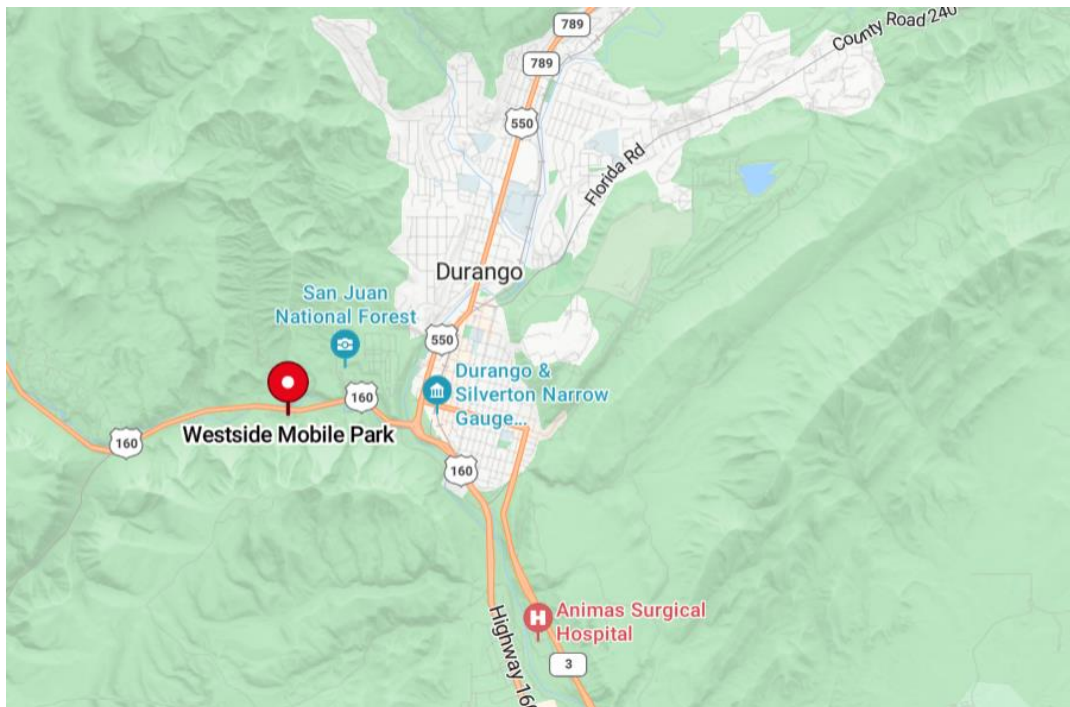 789
County Road 240
789
550
Florida Rd
Durango
San Juan
National Forest
550
Durango &
Silverton Narrow
Gauge...
160
Westside Mobile Park
160
160
Animas Surgical
Hospital
Highway 160
3